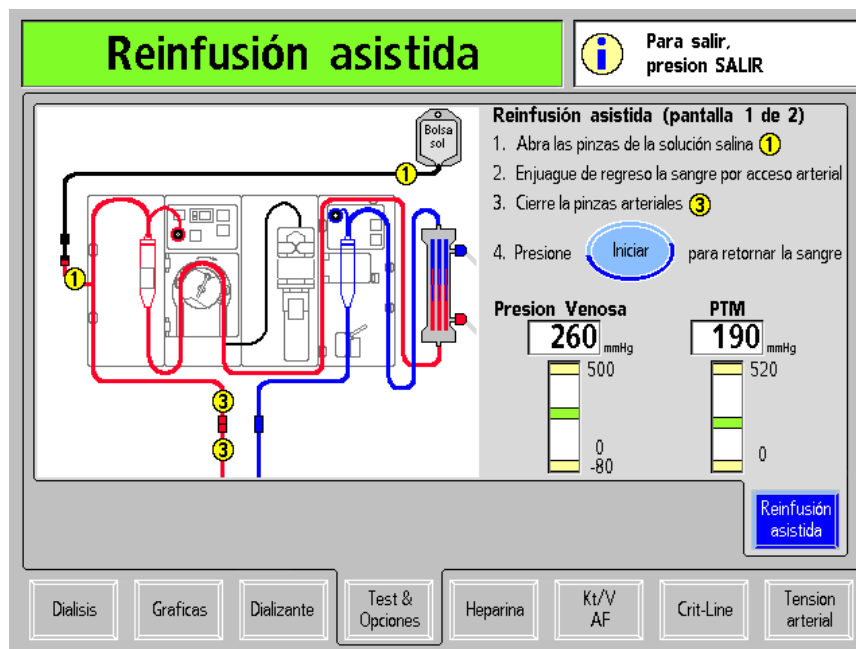 Reinfusión asistida
Para salir,
presion SALIR
Bolsa
sol
1
1
3
3
Reinfusión asistida (pantalla 1 de 2)
1. Abra las pinzas de la solución salina 1
2. Enjuague de regreso la sangre por acceso arterial
3. Cierre la pinzas arteriales 3
4. Presione Iniciar para retornar la sangre
Presion Venosa
260 mmHg
500
0
-80
PTM
190 mmHg
520
0
Reinfusión
asistida
Dialisis
Graficas
Dializante
Test &
Opciones
Heparina
Kt/V
AF
Crit-Line
Tension
arterial